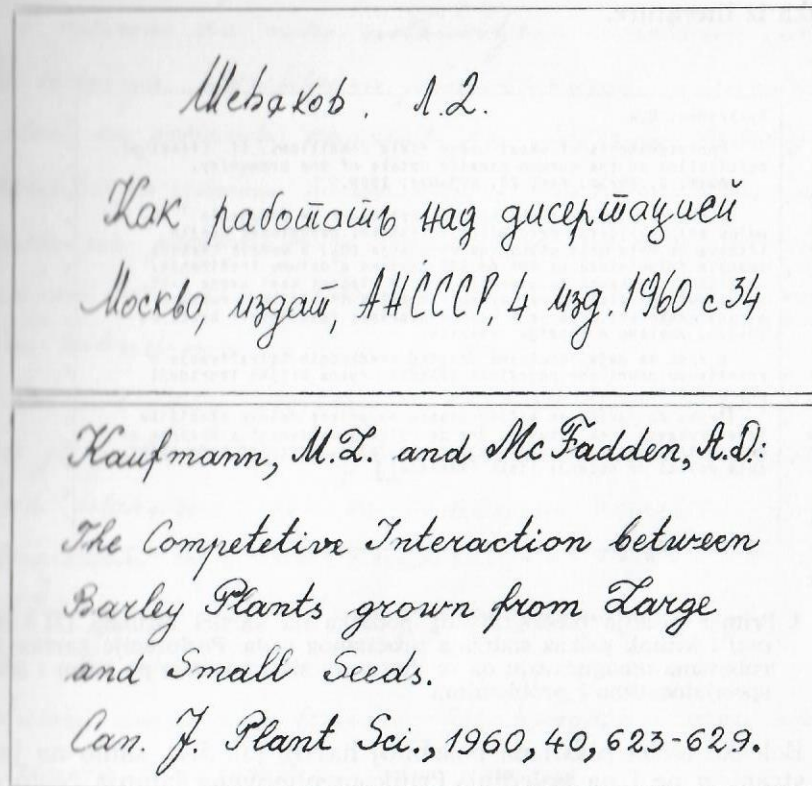 Шевяков. Л.Д.
Как работать над дисертацией
Москва, издат, АН СССР, 4 изд. 1960 с 34
Kaufmann, M.L. and McFadden, A.D.:
The Competetive Interaction between
Barley Plants grown from Large
and Small Seeds.
Can. J. Plant Sci., 1960, 40, 623-629.